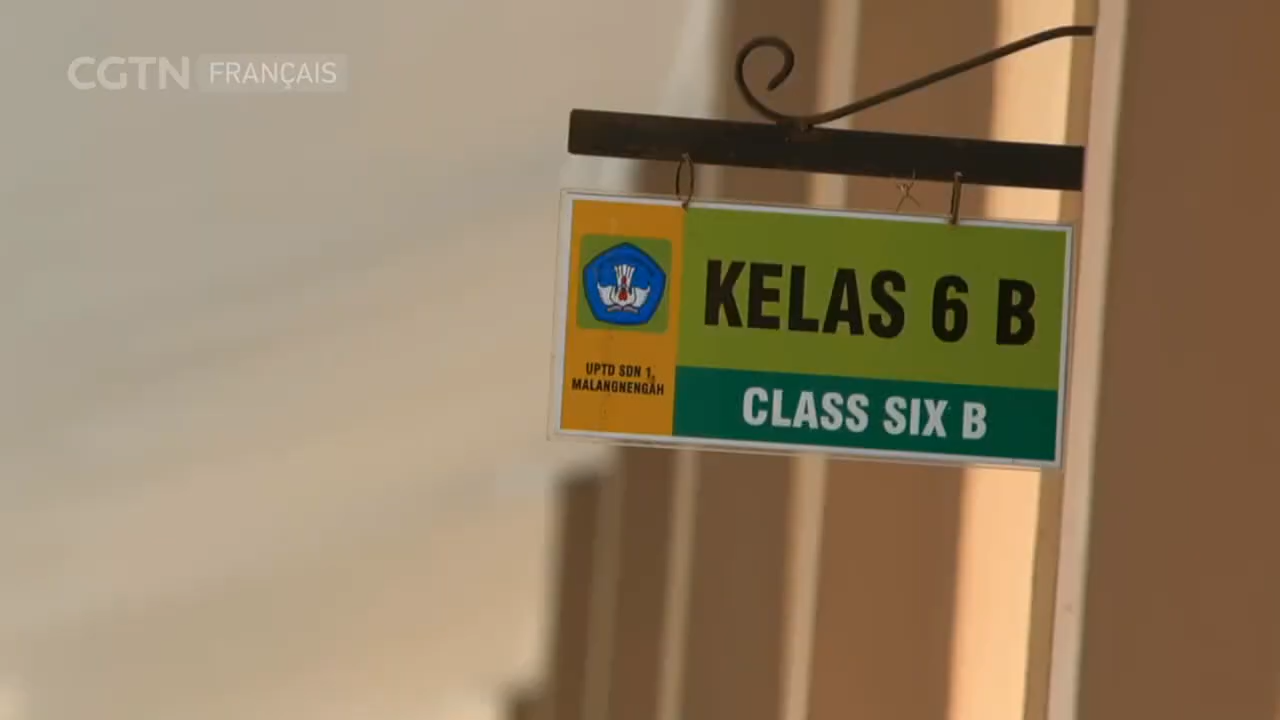 CGTN FRANÇAIS
KELAS 6 B
UPTD SDN 1,
MALANGNENGAH
CLASS SIX B